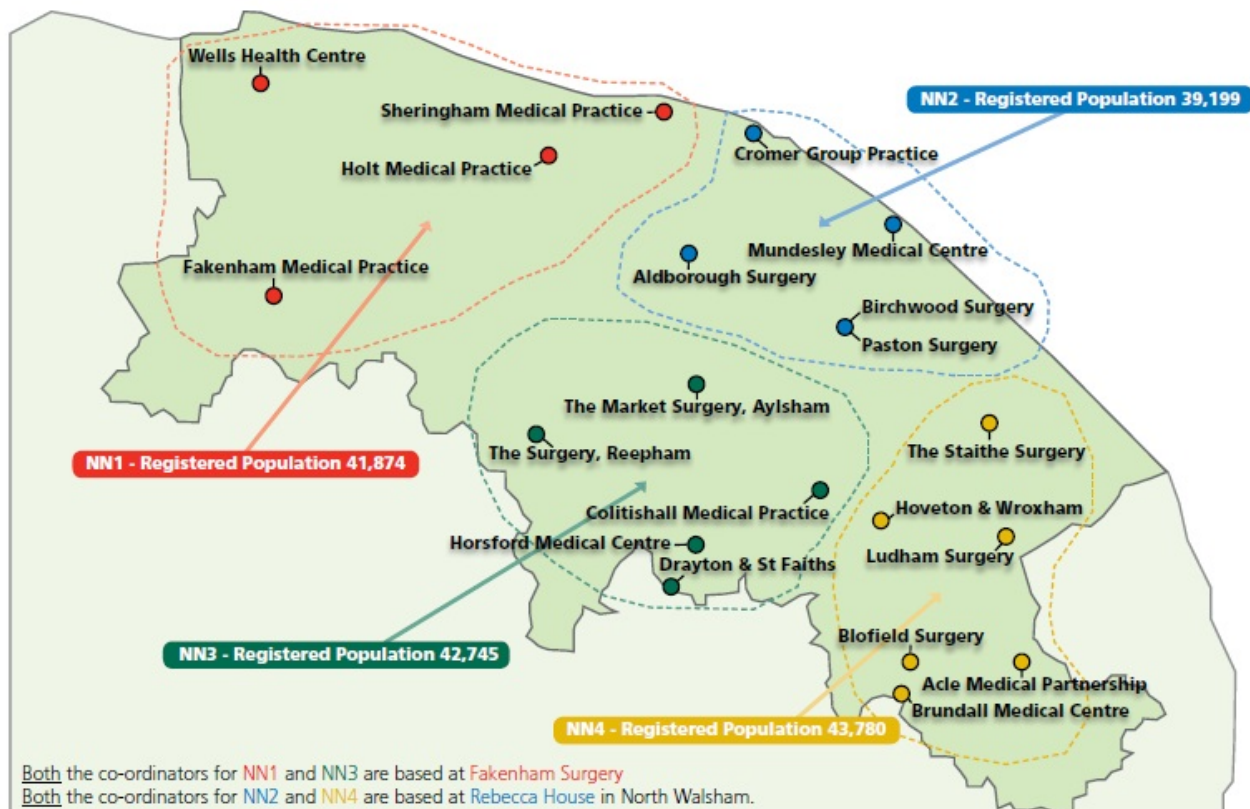 Wells Health Centre
Sheringham Medical Practice
NN2 - Registered Population 39,199
Cromer Group Practice
Holt Medical Practice
Mundesley Medical Centre
Fakenham Medical Practice
Aldborough Surgery
Birchwood Surgery
Paston Surgery
The Market Surgery, Aylsham
The Surgery, Reepham
The Staithe Surgery
NN1 - Registered Population 41,874
Colitishall Medical Practice
Hoveton & Wroxham
Horsford Medical Centre
Ludham Surgery
Drayton & St Faiths
Blofield Surgery
NN3 - Registered Population 42,745
Acle Medical Partnership
Brundall Medical Centre
NN4 - Registered Population 43,780
Both the co-ordinators for NN1 and NN3 are based at Fakenham Surgery
Both the co-ordinators for NN2 and NN4 are based at Rebecca House in North Walsham.